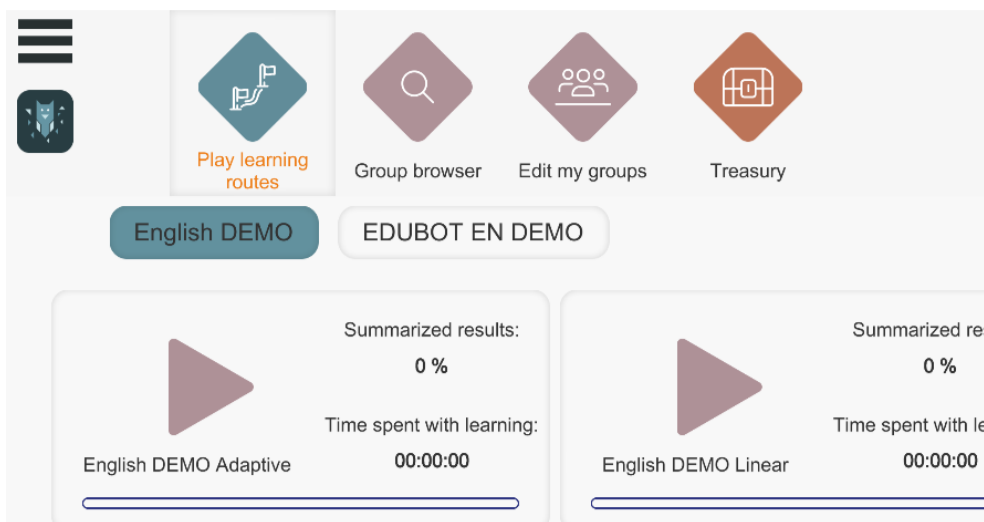 Play learning
routes
Group browser
Edit my groups
Treasury
English DEMO
EDUBOT EN DEMO
Summarized results:
0 %
Time spent with learning:
00:00:00
English DEMO Adaptive
Summarized re
0 %
Time spent with le
00:00:00
English DEMO Linear